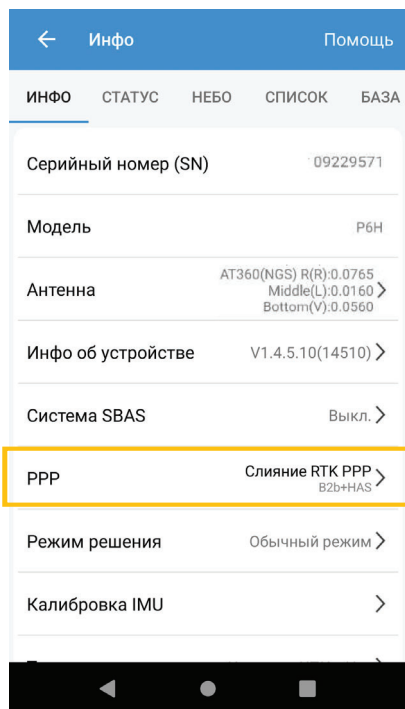 Инфо Помощь
ИНФО СТАТУС НЕБО СПИСОК БАЗА
Серийный номер (SN) 09229571
Модель P6H
AT360(NGS) R(R):0.0765
Антенна Middle(L):0.0160
Bottom(V):0.0560
Инфо об устройстве V1.4.5.10(14510)
Система SBAS Выкл.
PPP Слияние RTK PPP
B2b+HAS
Режим решения Обычный режим
Калибровка IMU